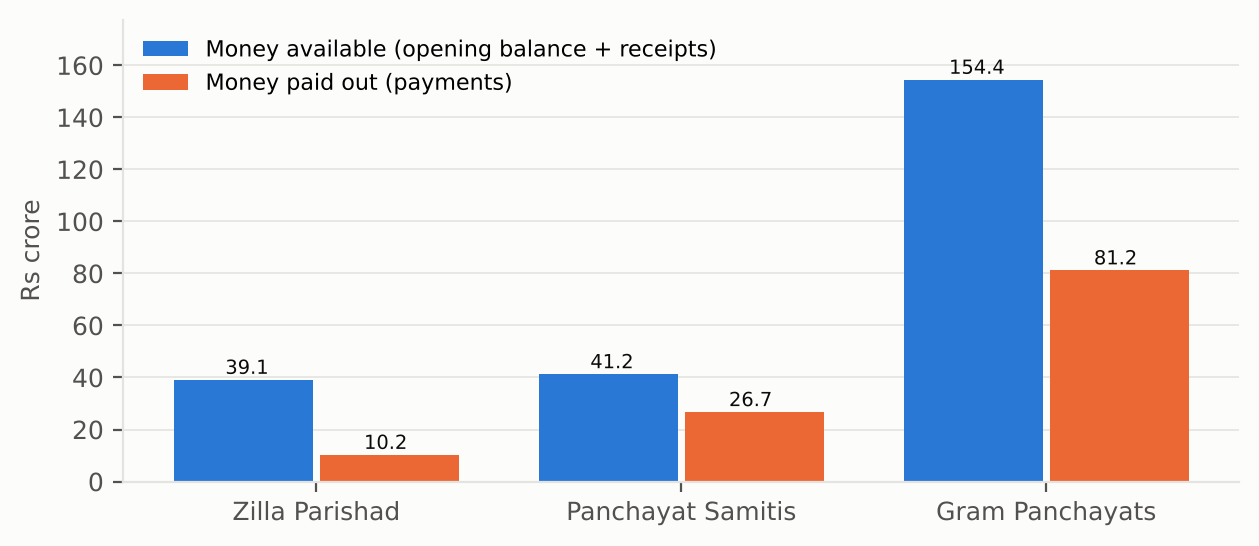 Money available (opening balance + receipts)
Money paid out (payments)
Rs crore
160
140
120
100
80
60
40
20
0
39.1
10.2
41.2
26.7
154.4
81.2
Zilla Parishad
Panchayat Samitis
Gram Panchayats